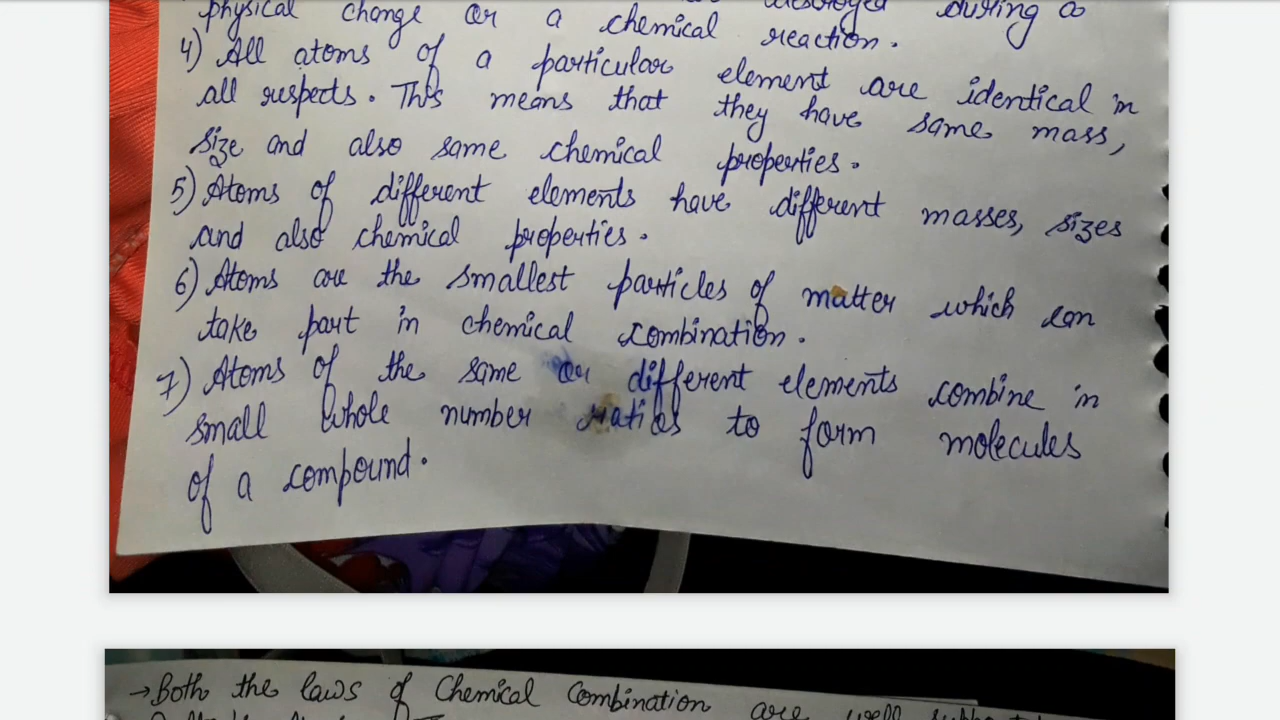 destroyed during a
physical change or a chemical reaction.
4) All atoms of a particular element are identical in
all respects. This means that they have same mass,
size and also same chemical properties.
5) Atoms of different elements have different masses, sizes
and also chemical properties.
6) Atoms are the smallest particles of matter which can
take part in chemical combination.
7) Atoms of the same or different elements combine in
small whole number ratios to form molecules
of a compound.
→ Both the laws of Chemical Combination are well